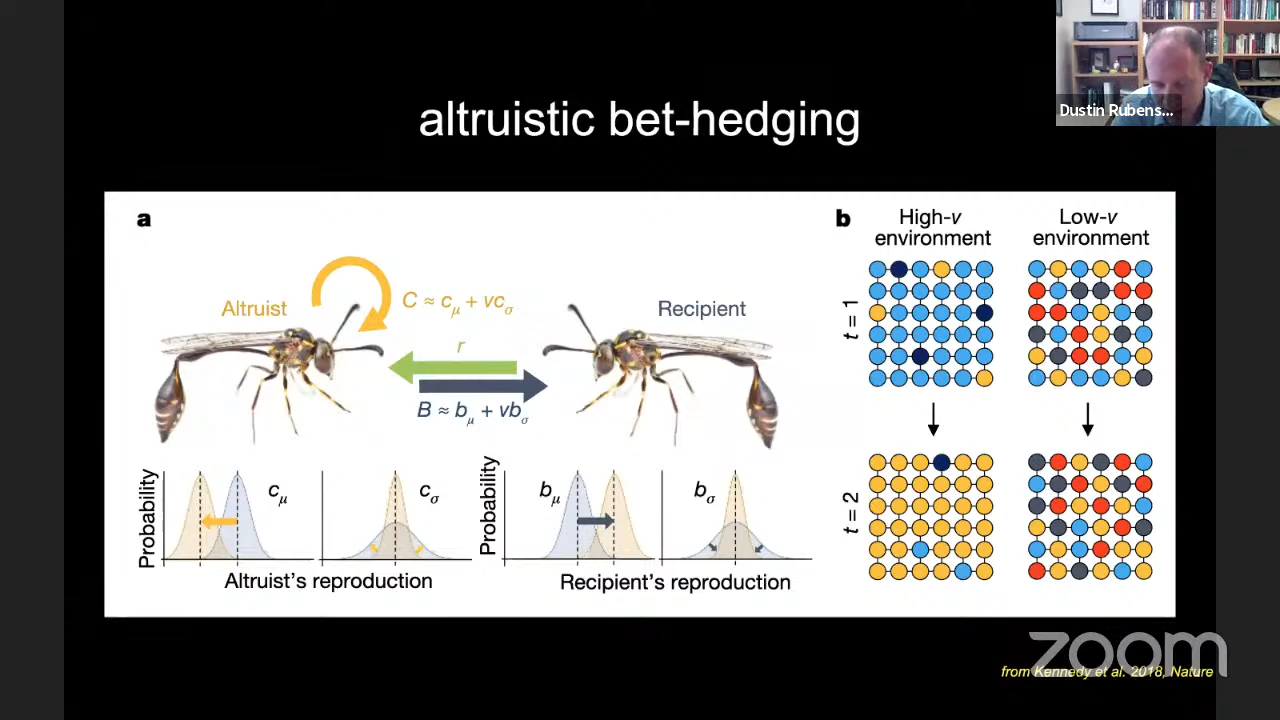 Dustin Rubens...
altruistic bet-hedging
a
Altruist
C ≈ cμ + vcσ
r
B ≈ bμ + vbσ
Recipient
Probability
cμ
cσ
Altruist's reproduction
Probability
bμ
bσ
Recipient's reproduction
b
High-v
environment
Low-v
environment
t = 1
t = 2
zoom
from Kennedy et al. 2018, Nature